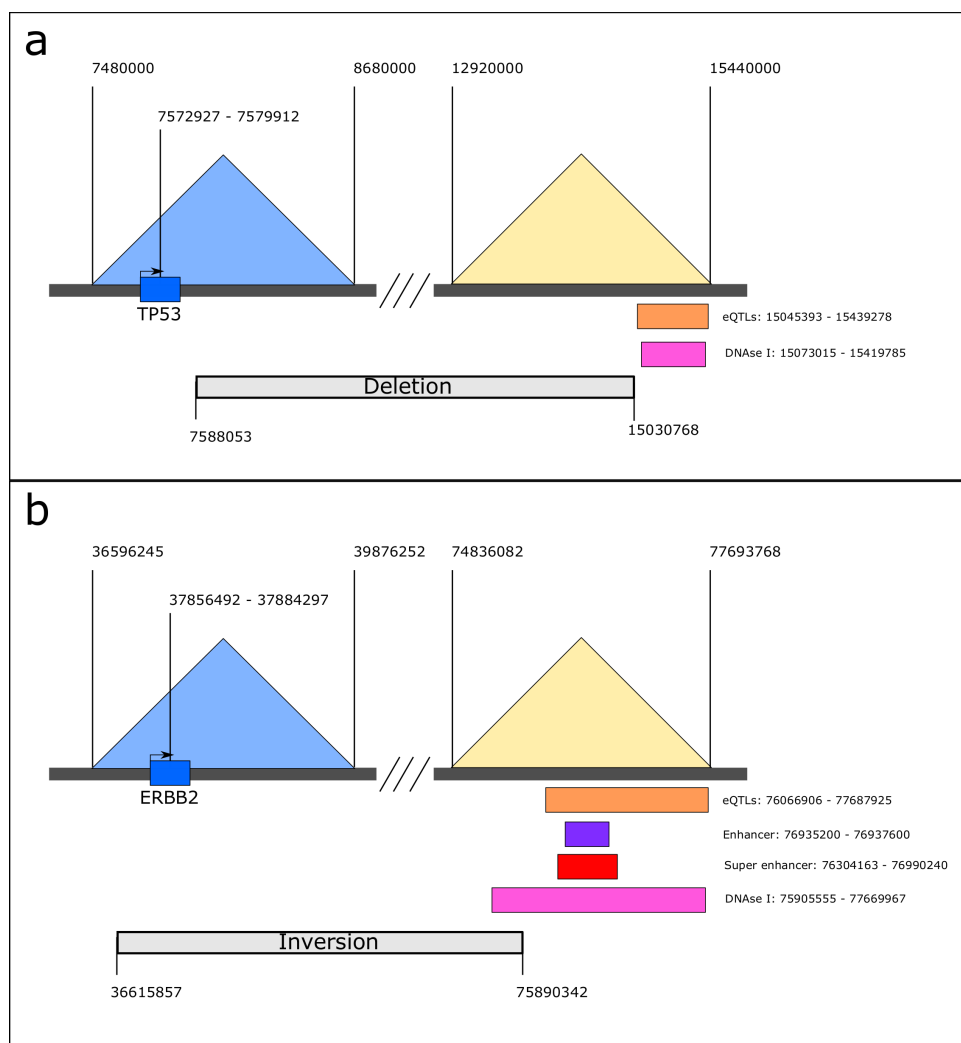 a
7480000
8680000
12920000
15440000
7572927 - 7579912
TP53
eQTLs: 15045393 - 15439278
DNAse I: 15073015 - 15419785
Deletion
7588053
15030768
b
36596245
39876252
74836082
77693768
37856492 - 37884297
ERBB2
eQTLs: 76066906 - 77687925
Enhancer: 76935200 - 76937600
Super enhancer: 76304163 - 76990240
DNAse I: 75905555 - 77669967
Inversion
36615857
75890342